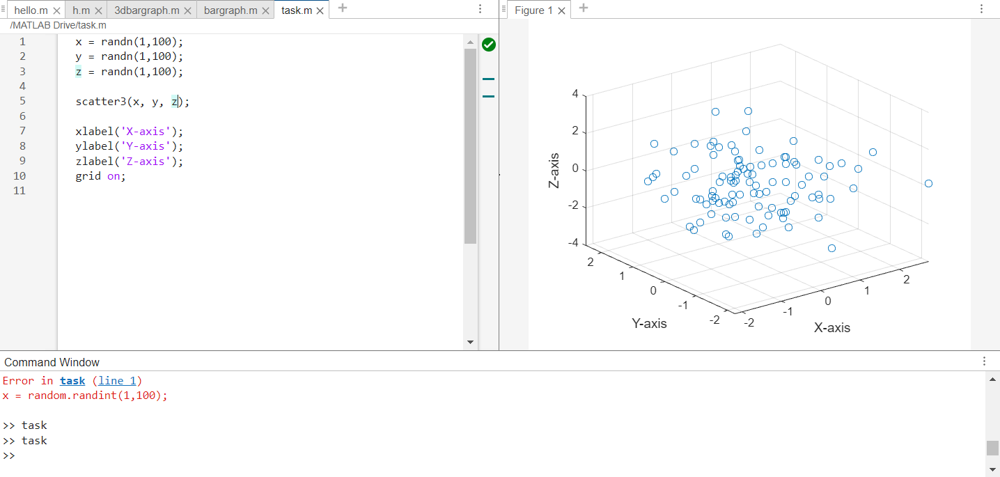 hello.m h.m 3dbargraph.m bargraph.m task.m
/MATLAB Drive/task.m
1 x = randn(1,100);
2 y = randn(1,100);
3 z = randn(1,100);
4
5 scatter3(x, y, z);
6
7 xlabel('X-axis');
8 ylabel('Y-axis');
9 zlabel('Z-axis');
10 grid on;
11
Figure 1
4
2
0
-2
-4
Z-axis
2
1
0
-1
-2
Y-axis
-2
-1
0
1
2
X-axis
Command Window
Error in task (line 1)
x = random.randint(1,100);
>> task
>> task
>>